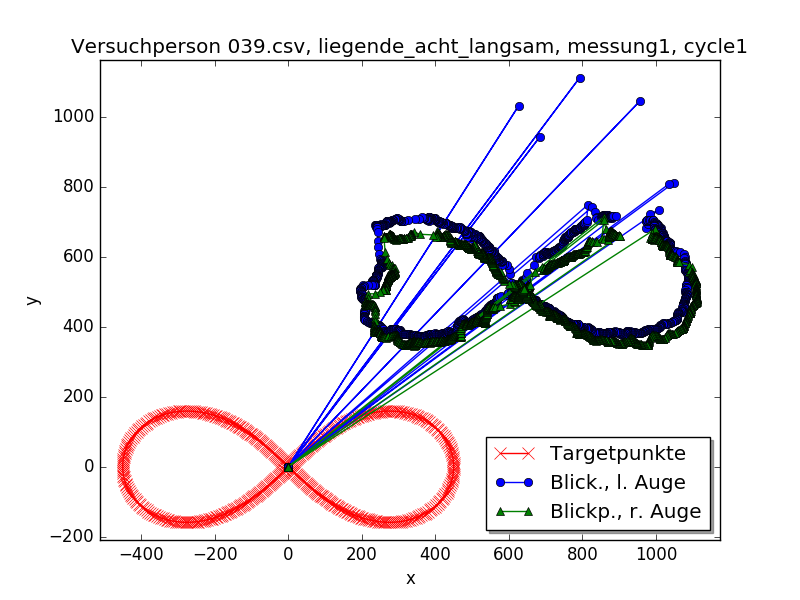 Versuchperson 039.csv, liegende_acht_langsam, messung1, cycle1
1000
800
600
400
200
0
−200
y
Targetpunkte
Blick., l. Auge
Blickp., r. Auge
−400 −200 0 200 400 600 800 1000
x